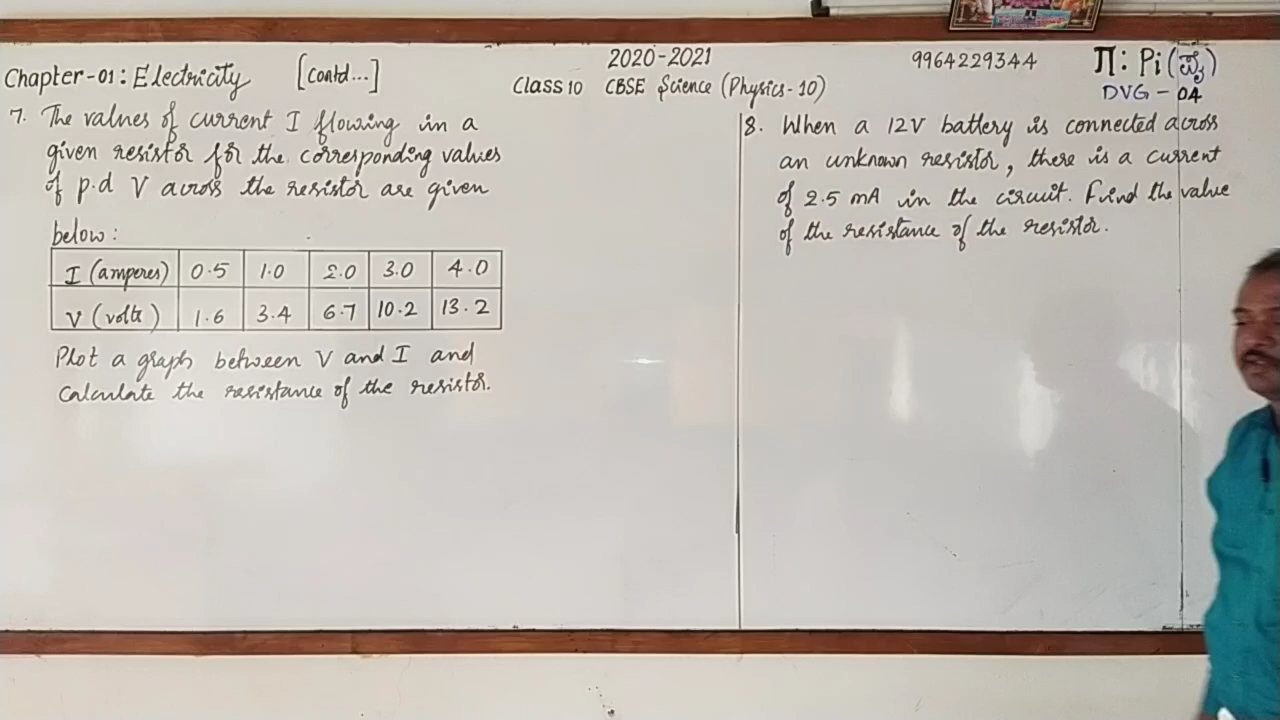 2020-2021
9964229344
Π: Pi (ಪೈ)
Chapter-01: Electricity [Contd...]
Class 10 CBSE Science (Physics-10)
DVG-04
7. The values of current I flowing in a
given resistor for the corresponding values
of p.d V across the resistor are given
below:
I (amperes) 0.5 1.0 2.0 3.0 4.0
V (volts) 1.6 3.4 6.7 10.2 13.2
Plot a graph between V and I and
Calculate the resistance of the resistor.
8. When a 12V battery is connected across
an unknown resistor, there is a current
of 2.5 mA in the circuit. Find the value
of the resistance of the resistor.